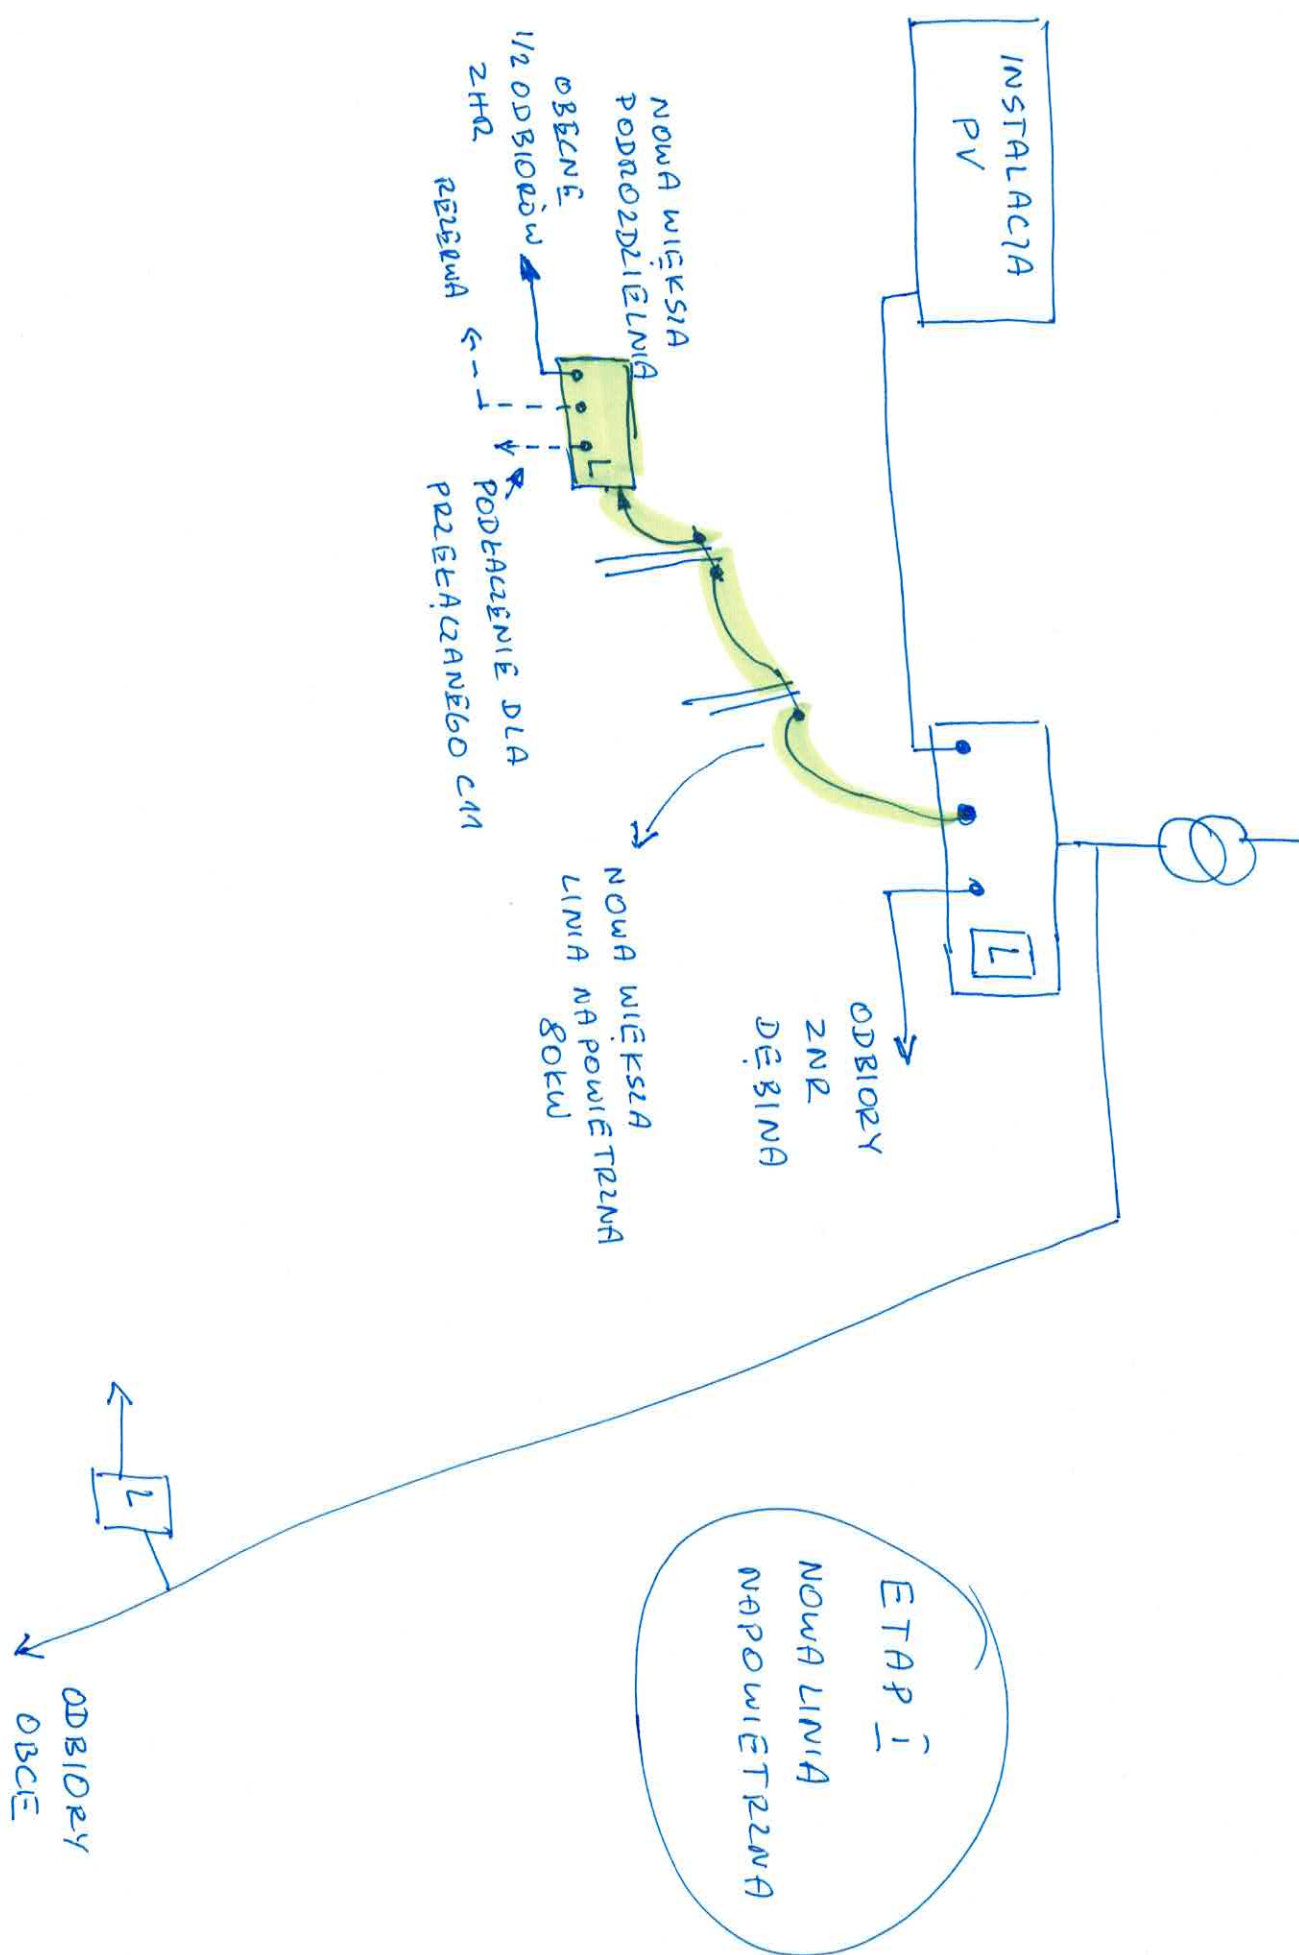 INSTALACJA
PV
NOWA WIĘKSZA
PODROZDZIELNIA
OBECNE
1/2 ODBIORÓW
ZHR
REZERWA
PODŁĄCZENIE DLA
PRZEŁĄCZANEGO C11
L
L
ODBIORY
ZNR
DĘBINA
NOWA WIĘKSZA
LINIA NAPOWIETRZNA
80KW
ETAP I
NOWA LINIA
NAPOWIETRZNA
L
ODBIORY
OBCE